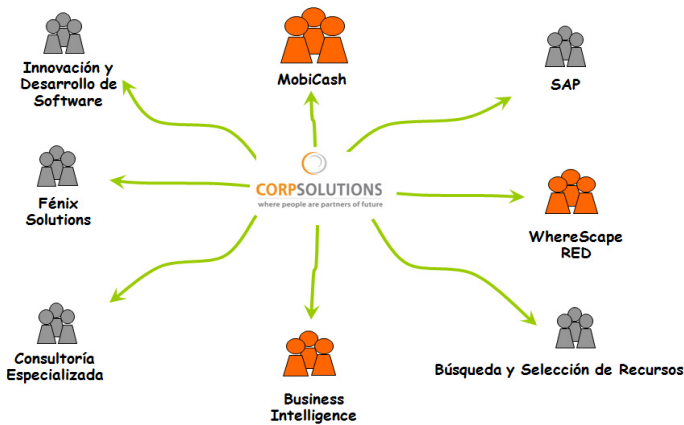 MobiCash
Innovación y
Desarrollo de
Software
SAP
CORPSOLUTIONS
where people are partners of future
Fénix
Solutions
WhereScape
RED
Consultoría
Especializada
Búsqueda y Selección de Recursos
Business
Intelligence